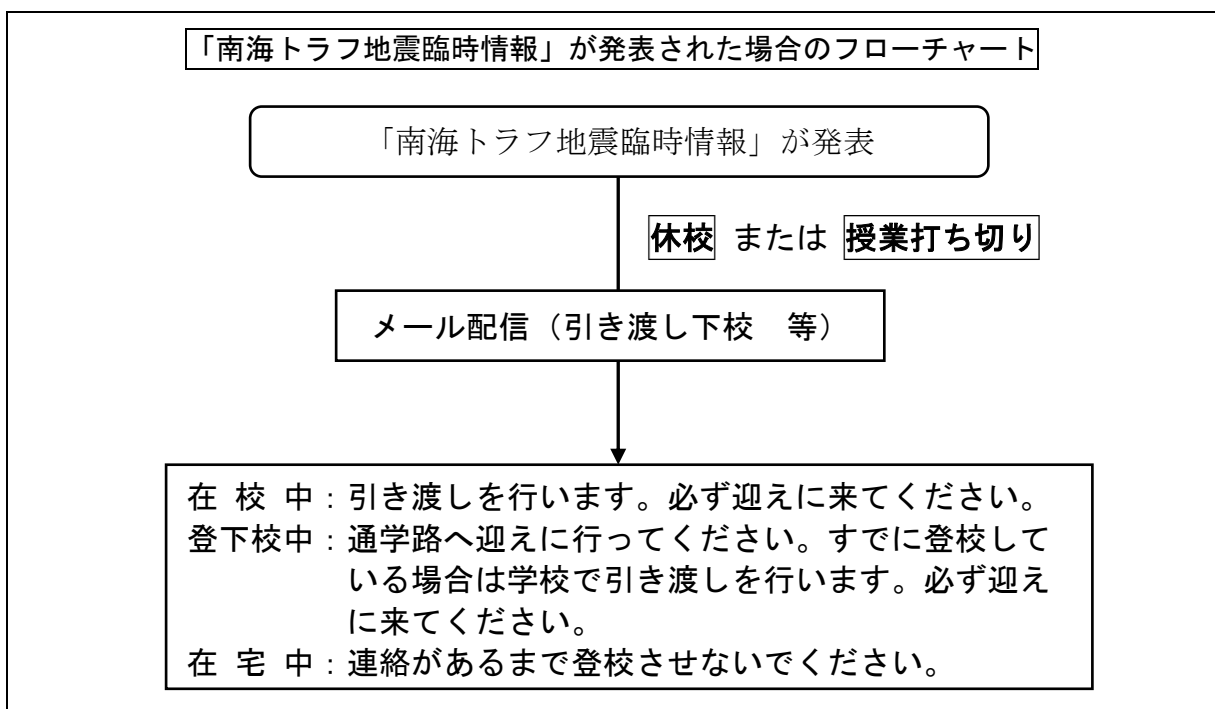 「南海トラフ地震臨時情報」が発表された場合のフローチャート
「南海トラフ地震臨時情報」が発表
休校 または 授業打ち切り
メール配信（引き渡し下校　等）
在 校 中：引き渡しを行います。必ず迎えに来てください。
登下校中：通学路へ迎えに行ってください。すでに登校して
いる場合は学校で引き渡しを行います。必ず迎え
に来てください。
在 宅 中：連絡があるまで登校させないでください。